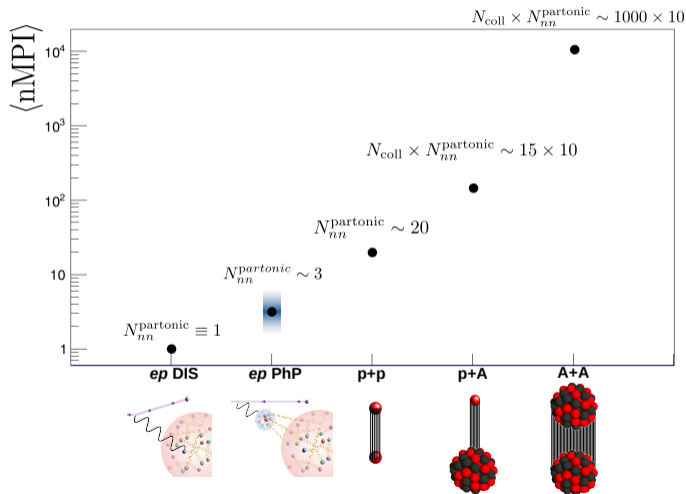 N_coll × N_nn^partonic ∼ 1000 × 10
⟨nMPI⟩
10^4
10^3
N_coll × N_nn^partonic ∼ 15 × 10
10^2
N_nn^partonic ∼ 20
N_nn^partonic ∼ 3
10
N_nn^partonic ≡ 1
1
ep DIS ep PhP p+p p+A A+A